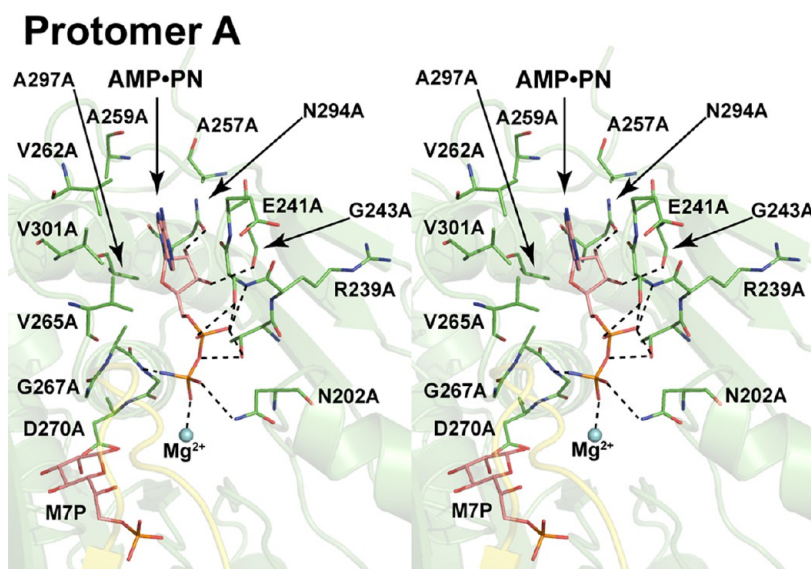 Protomer A
A297A
AMP•PN
N294A
A259A
A257A
V262A
E241A
G243A
V301A
R239A
V265A
G267A
N202A
D270A
Mg²⁺
M7P
A297A
AMP•PN
N294A
A259A
A257A
V262A
E241A
G243A
V301A
R239A
V265A
G267A
N202A
D270A
Mg²⁺
M7P